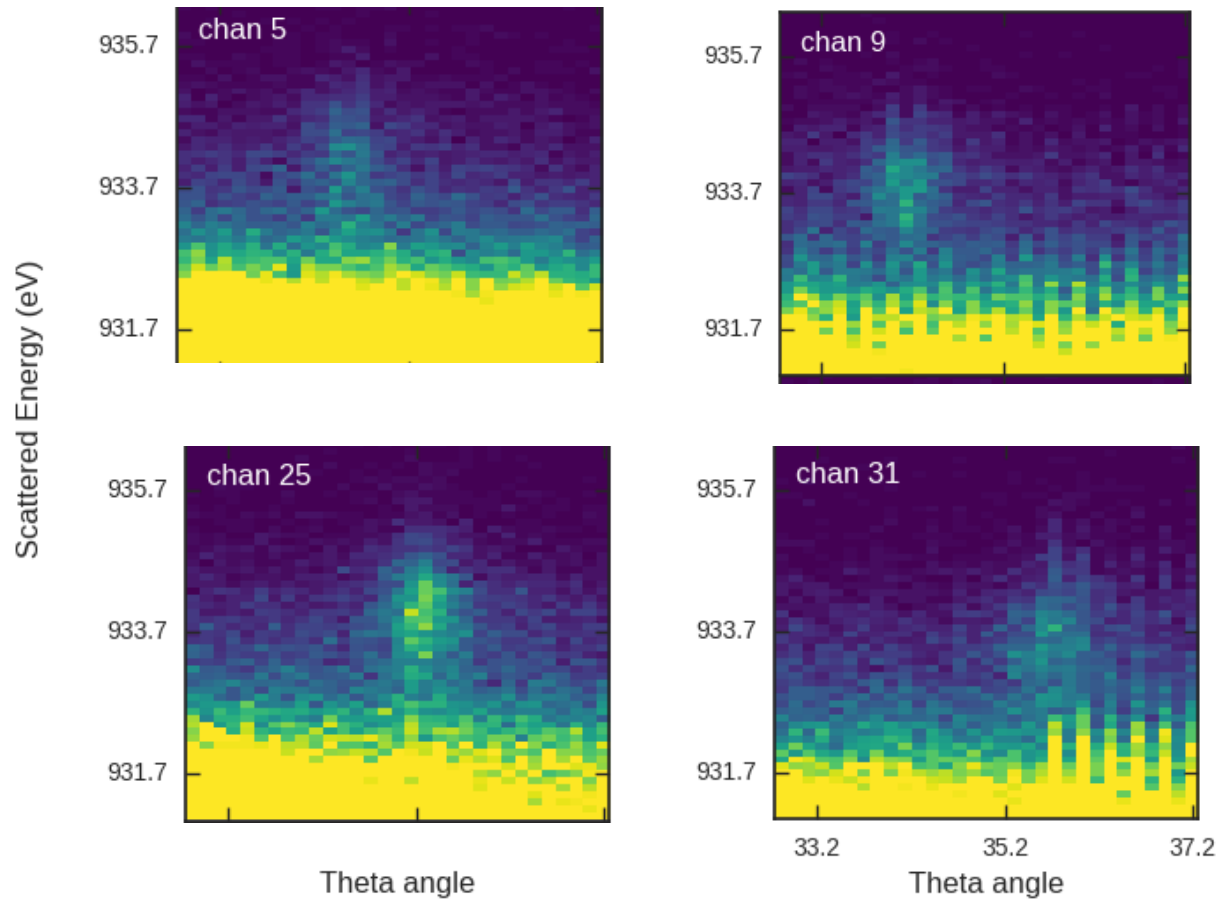 chan 5
935.7
933.7
931.7
chan 9
935.7
933.7
931.7
Scattered Energy (eV)
chan 25
935.7
933.7
931.7
chan 31
935.7
933.7
931.7
33.2 35.2 37.2
Theta angle
Theta angle